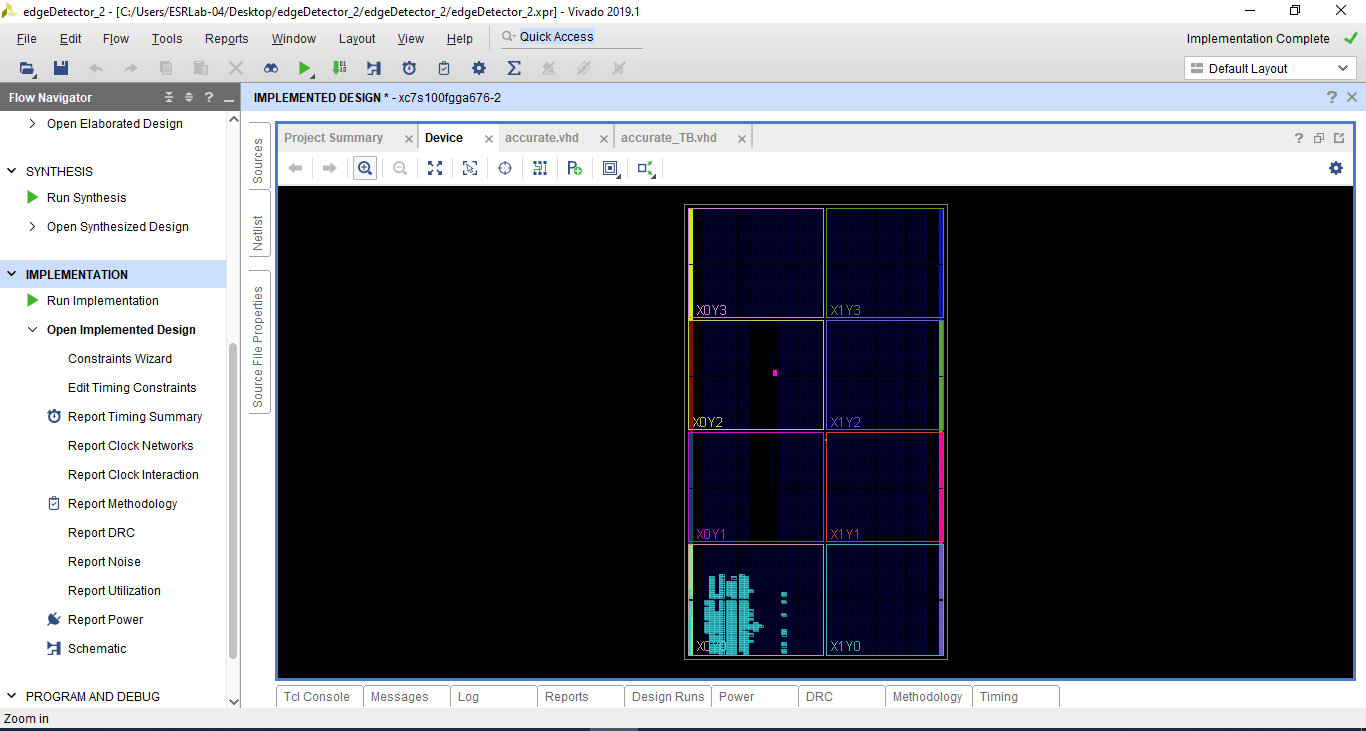 edgeDetector_2 - [C:/Users/ESRLab-04/Desktop/edgeDetector_2/edgeDetector_2/edgeDetector_2.xpr] - Vivado 2019.1
File Edit Flow Tools Reports Window Layout View Help Quick Access Implementation Complete
Default Layout
Flow Navigator
IMPLEMENTED DESIGN * - xc7s100fgga676-2
Open Elaborated Design
SYNTHESIS
Run Synthesis
Open Synthesized Design
IMPLEMENTATION
Run Implementation
Open Implemented Design
Constraints Wizard
Edit Timing Constraints
Report Timing Summary
Report Clock Networks
Report Clock Interaction
Report Methodology
Report DRC
Report Noise
Report Utilization
Report Power
Schematic
PROGRAM AND DEBUG
Sources
Netlist
Source File Properties
Project Summary Device accurate.vhd accurate_TB.vhd
X0Y3 X1Y3
X0Y2 X1Y2
X0Y1 X1Y1
X0Y0 X1Y0
Tcl Console Messages Log Reports Design Runs Power DRC Methodology Timing
Zoom in